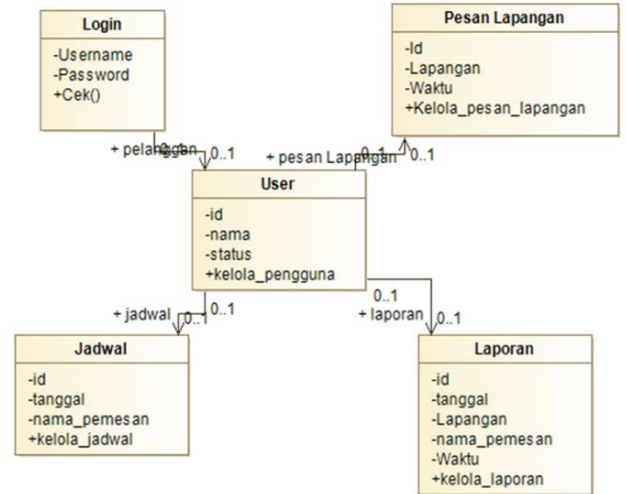 Login
-Username
-Password
+Cek()
Pesan Lapangan
-Id
-Lapangan
-Waktu
+Kelola_pesan_lapangan
+ pelanggan
0..1
0..1
+ pesan Lapangan
0..1
0..1
User
-id
-nama
-status
+kelola_pengguna
+ jadwal
0..1
0..1
0..1
+ laporan
0..1
Jadwal
-id
-tanggal
-nama_pemesan
+kelola_jadwal
Laporan
-id
-tanggal
-Lapangan
-nama_pemesan
-Waktu
+kelola_laporan